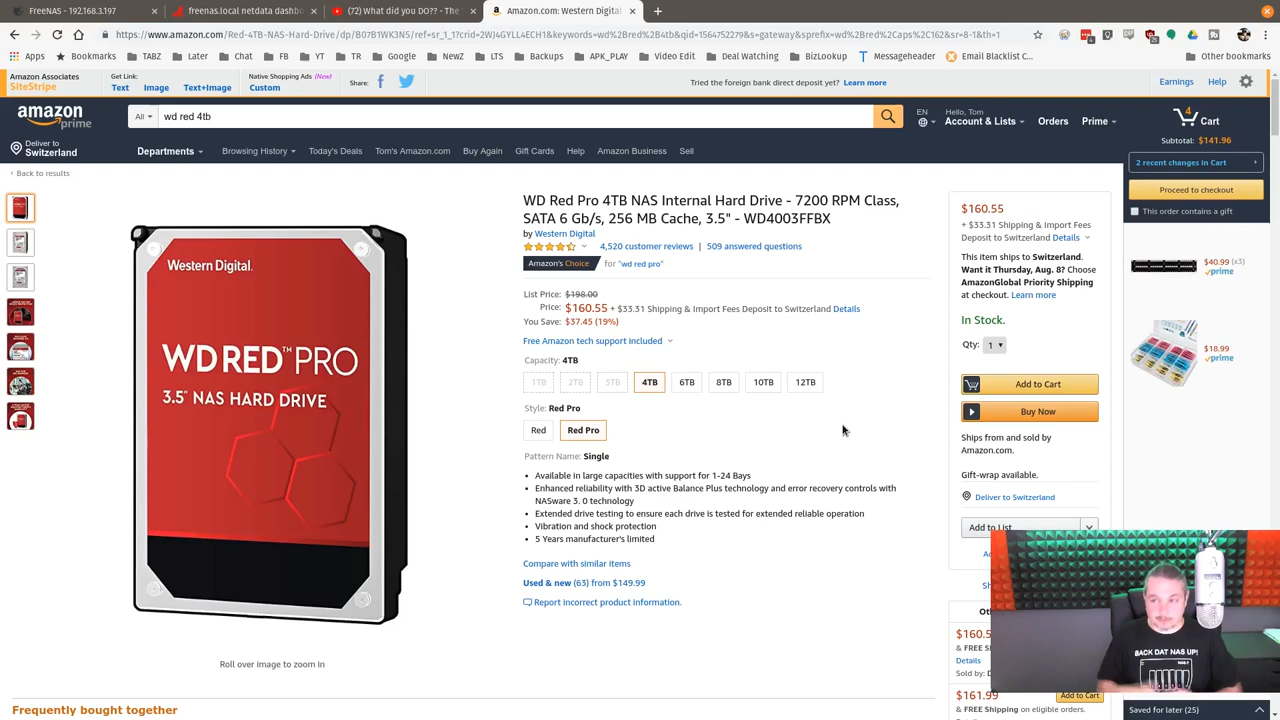 FreeNAS - 192.168.3.197
freenas.local netdata dashbo
(72) What did you DO?? - The
Amazon.com: Western Digital
https://www.amazon.com/Red-4TB-NAS-Hard-Drive/dp/B07B1WK3N5/ref=sr_1_1?crid=2WJ4GYLL4ECH1&keywords=wd%2Bred%2B4tb&qid=1564752279&s=gateway&sprefix=wd%2Bred%2Caps%2C162&sr=8-1&th=1
Apps
Bookmarks
TABZ
Later
Chat
FB
YT
TR
Google
NewZ
LTS
Backups
APK_PLAY
Video Edit
Deal Watching
BizLookup
Messagelater
Email Blacklist C...
Other bookmarks
Amazon Associates
SiteStripe
Get Link:
Text
Image
Text+Image
Native Shopping Ads (New)
Custom
Share:
Tried the foreign bank direct deposit yet? Learn more
Earnings
Help
amazon
prime
All
wd red 4tb
EN
Hello, Tom
Account & Lists
Orders
Prime
4
Cart
Deliver to
Switzerland
Departments
Browsing History
Today's Deals
Tom's Amazon.com
Buy Again
Gift Cards
Help
Amazon Business
Sell
Subtotal: $141.96
2 recent changes in Cart
Proceed to checkout
This order contains a gift
$40.99 (x3)
prime
$18.99
prime
Saved for later (25)
‹ Back to results
Western Digital.
WD RED™ PRO
3.5" NAS HARD DRIVE
Roll over image to zoom in
WD Red Pro 4TB NAS Internal Hard Drive - 7200 RPM Class,
SATA 6 Gb/s, 256 MB Cache, 3.5" - WD4003FFBX
by Western Digital
4,520 customer reviews | 509 answered questions
Amazon's Choice for "wd red pro"
List Price: $198.00
Price: $160.55 + $33.31 Shipping & Import Fees Deposit to Switzerland Details
You Save: $37.45 (19%)
Free Amazon tech support included
Capacity: 4TB
1TB
2TB
3TB
4TB
6TB
8TB
10TB
12TB
Style: Red Pro
Red
Red Pro
Pattern Name: Single
• Available in large capacities with support for 1-24 Bays
• Enhanced reliability with 3D active Balance Plus technology and error recovery controls with
NASware 3. 0 technology
• Extended drive testing to ensure each drive is tested for extended reliable operation
• Vibration and shock protection
• 5 Years manufacturer's limited
Compare with similar items
Used & new (63) from $149.99
Report incorrect product information.
$160.55
+ $33.31 Shipping & Import Fees
Deposit to Switzerland Details
This item ships to Switzerland.
Want it Thursday, Aug. 8? Choose
AmazonGlobal Priority Shipping
at checkout. Learn more
In Stock.
Qty: 1
Add to Cart
Buy Now
Ships from and sold by
Amazon.com.
Gift-wrap available.
Deliver to Switzerland
Add to List
& FREE
Details
Sold by:
$161.99
& FREE Shipping on eligible orders.
Add to Cart
BACK DAT NAS UP!
Frequently bought together